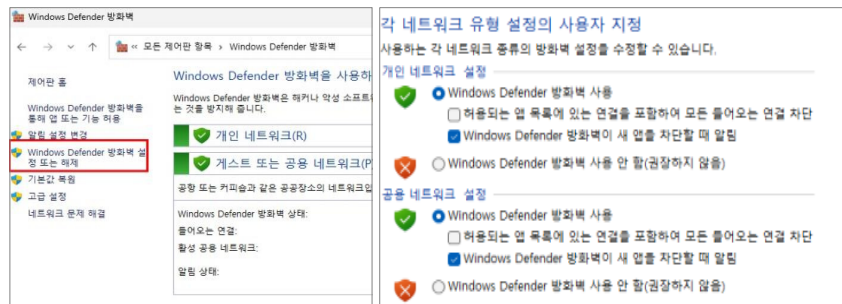 Windows Defender 방화벽
« 모든 제어판 항목 > Windows Defender 방화벽
제어판 홈
Windows Defender 방화벽을
통해 앱 또는 기능 허용
알림 설정 변경
Windows Defender 방화벽 설
정 또는 해제
기본값 복원
고급 설정
네트워크 문제 해결
Windows Defender 방화벽을 사용하
Windows Defender 방화벽은 해커나 악성 소프트
는 것을 방지해 줍니다.
개인 네트워크(R)
게스트 또는 공용 네트워크(P)
공항 또는 커피숍과 같은 공공장소의 네트워크입
Windows Defender 방화벽 상태:
들어오는 연결:
활성 공용 네트워크:
알림 상태:
각 네트워크 유형 설정의 사용자 지정
사용하는 각 네트워크 종류의 방화벽 설정을 수정할 수 있습니다.
개인 네트워크 설정
Windows Defender 방화벽 사용
허용되는 앱 목록에 있는 연결을 포함하여 모든 들어오는 연결 차단
Windows Defender 방화벽이 새 앱을 차단할 때 알림
Windows Defender 방화벽 사용 안 함(권장하지 않음)
공용 네트워크 설정
Windows Defender 방화벽 사용
허용되는 앱 목록에 있는 연결을 포함하여 모든 들어오는 연결 차단
Windows Defender 방화벽이 새 앱을 차단할 때 알림
Windows Defender 방화벽 사용 안 함(권장하지 않음)